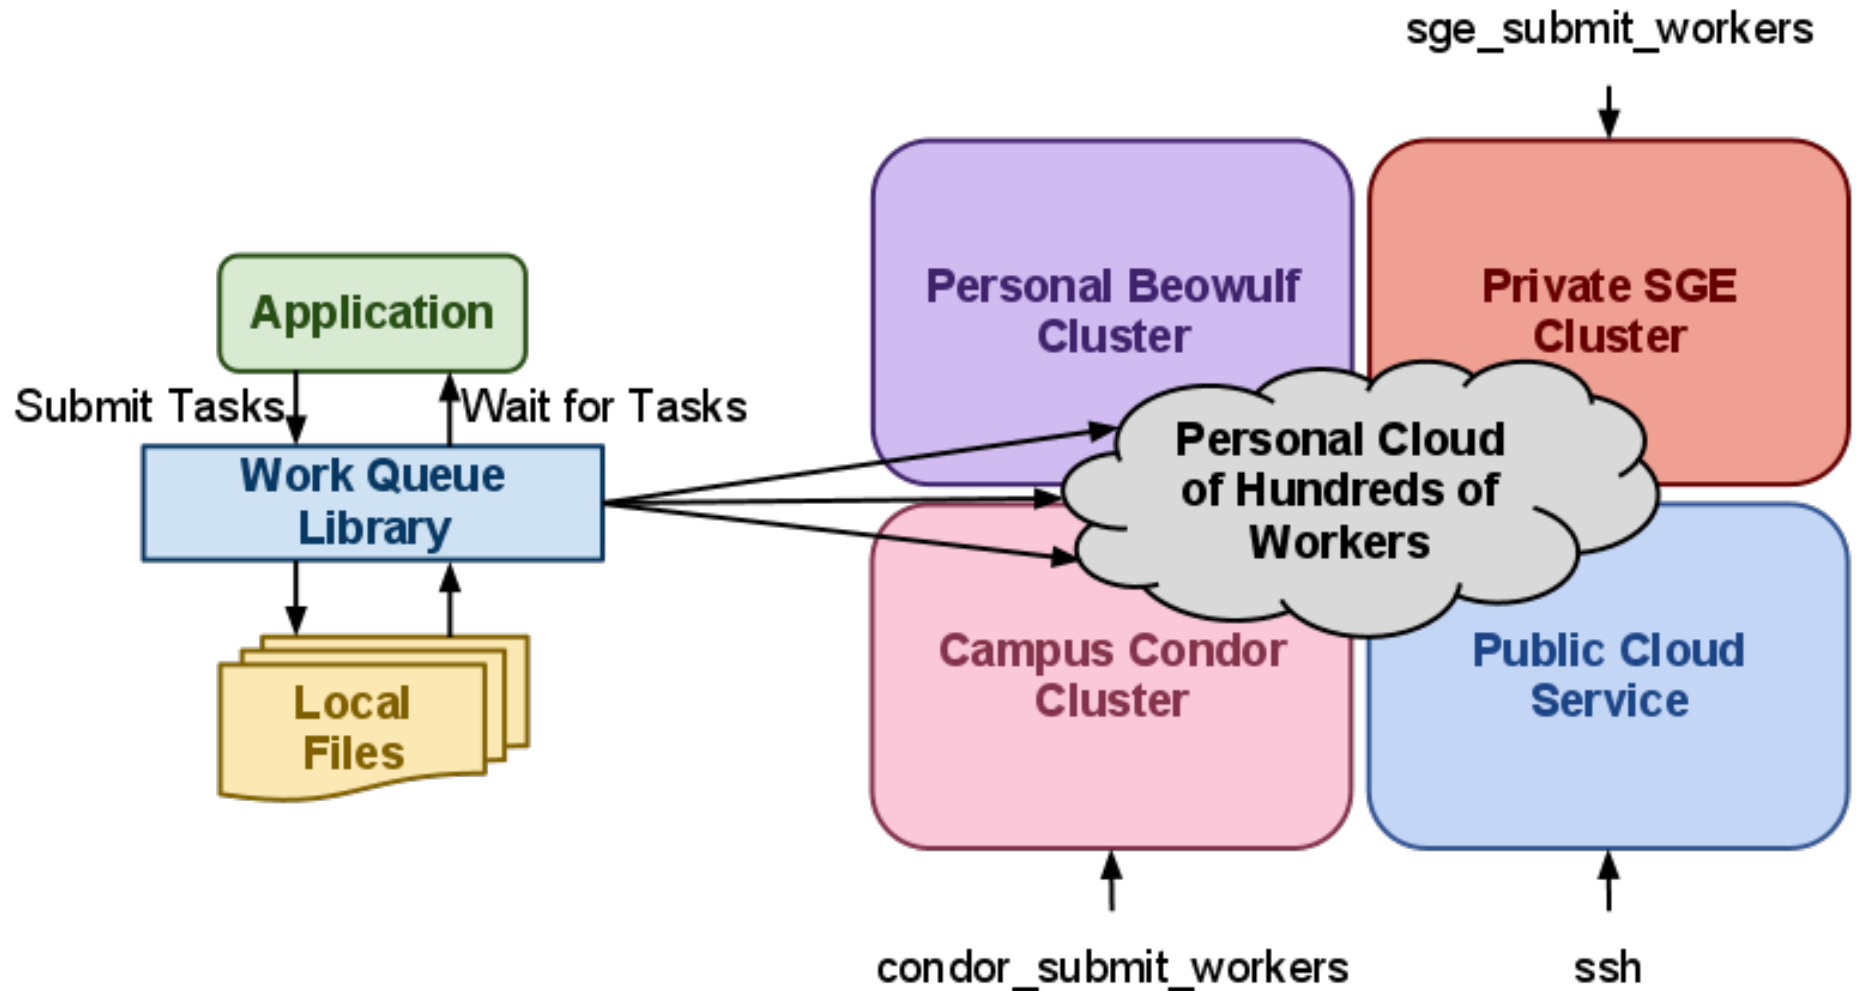 sge_submit_workers
Personal Beowulf
Cluster
Private SGE
Cluster
Application
Submit Tasks
Wait for Tasks
Work Queue
Library
Personal Cloud
of Hundreds of
Workers
Local
Files
Campus Condor
Cluster
Public Cloud
Service
condor_submit_workers
ssh